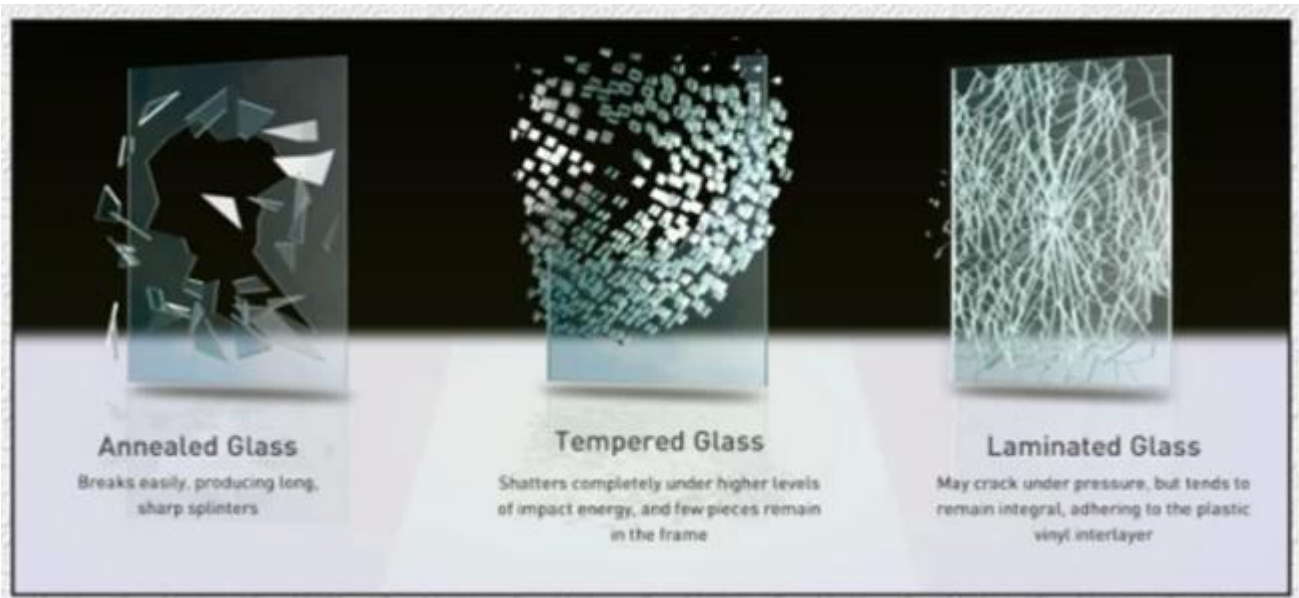 Annealed Glass
Breaks easily, producing long,
sharp splinters
Tempered Glass
Shatters completely under higher levels
of impact energy, and few pieces remain
in the frame
Laminated Glass
May crack under pressure, but tends to
remain integral, adhering to the plastic
vinyl interlayer